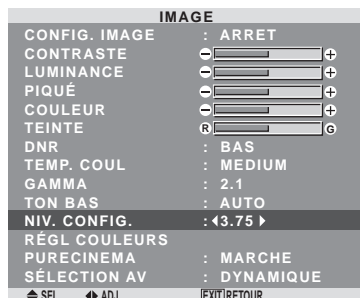 IMAGE
CONFIG. IMAGE : ARRET
CONTRASTE
LUMINANCE
PIQUÉ
COULEUR
TEINTE R G
DNR : BAS
TEMP. COUL : MEDIUM
GAMMA : 2.1
TON BAS : AUTO
NIV. CONFIG. : 3.75
RÉGL COULEURS
PURECINEMA : MARCHE
SÉLECTION AV : DYNAMIQUE
SEL. ADJ. EXIT RETOUR